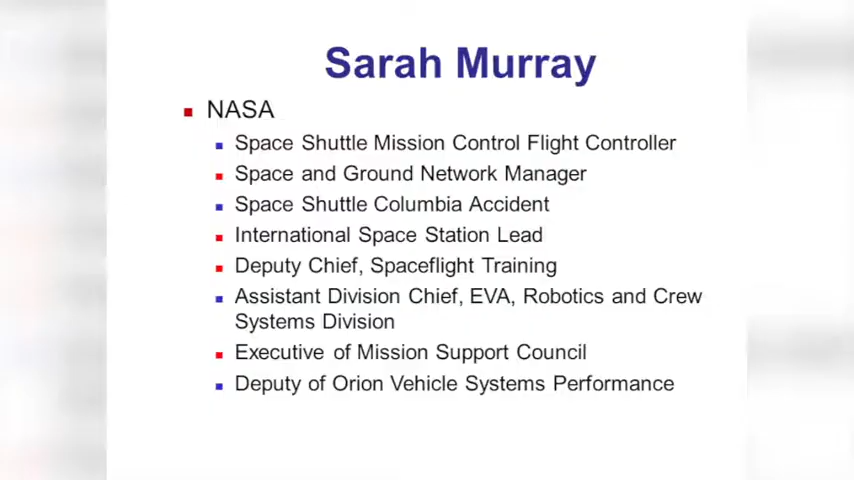 Sarah Murray
NASA
Space Shuttle Mission Control Flight Controller
Space and Ground Network Manager
Space Shuttle Columbia Accident
International Space Station Lead
Deputy Chief, Spaceflight Training
Assistant Division Chief, EVA, Robotics and Crew
Systems Division
Executive of Mission Support Council
Deputy of Orion Vehicle Systems Performance